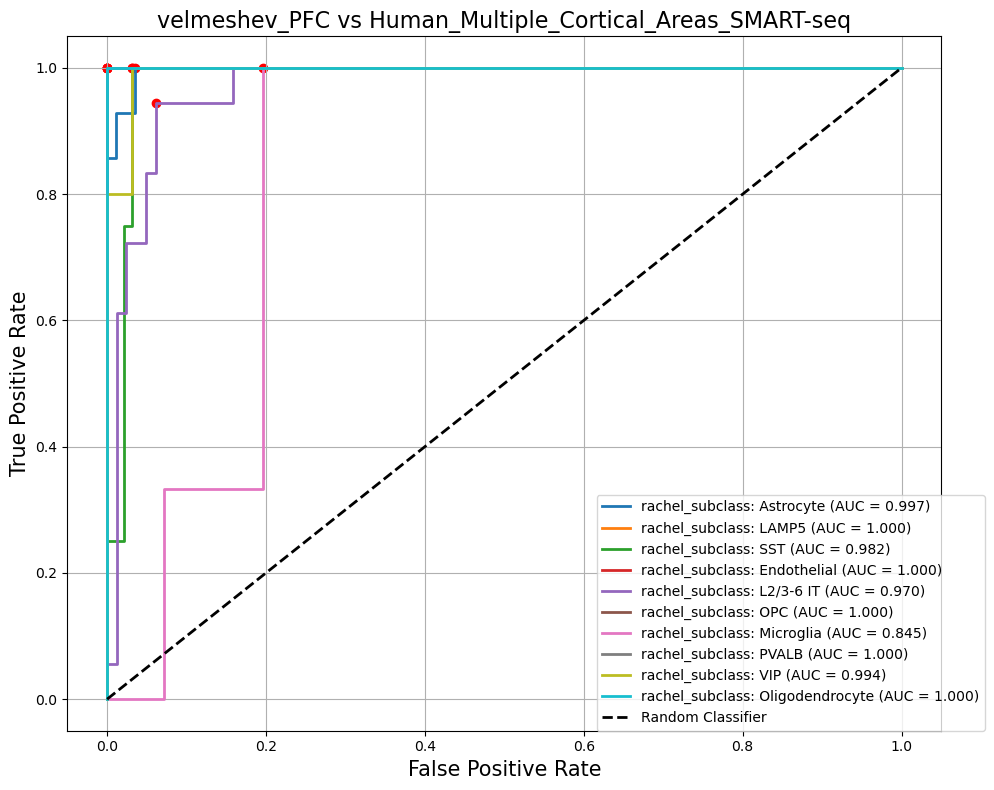 velmeshev_PFC vs Human_Multiple_Cortical_Areas_SMART-seq
True Positive Rate
1.0
0.8
0.6
0.4
0.2
0.0
rachel_subclass: Astrocyte (AUC = 0.997)
rachel_subclass: LAMP5 (AUC = 1.000)
rachel_subclass: SST (AUC = 0.982)
rachel_subclass: Endothelial (AUC = 1.000)
rachel_subclass: L2/3-6 IT (AUC = 0.970)
rachel_subclass: OPC (AUC = 1.000)
rachel_subclass: Microglia (AUC = 0.845)
rachel_subclass: PVALB (AUC = 1.000)
rachel_subclass: VIP (AUC = 0.994)
rachel_subclass: Oligodendrocyte (AUC = 1.000)
Random Classifier
0.0 0.2 0.4 0.6 0.8 1.0
False Positive Rate